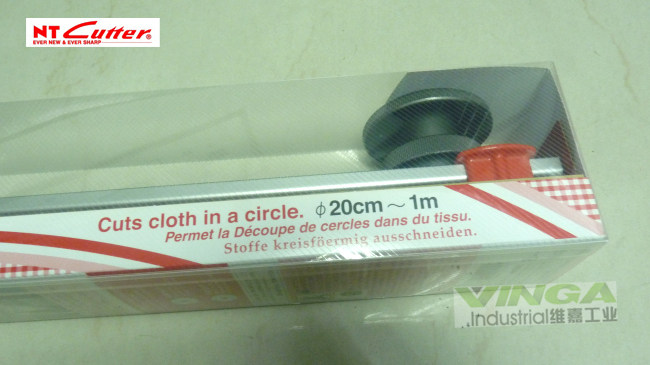 NT Cutter®
EVER NEW & EVER SHARP
Cuts cloth in a circle. ϕ 20cm～1m
Permet la Découpe de cercles dans du tissu.
Stoffe kreisföermig ausschneiden.
VINGA
.Industrial维嘉工业